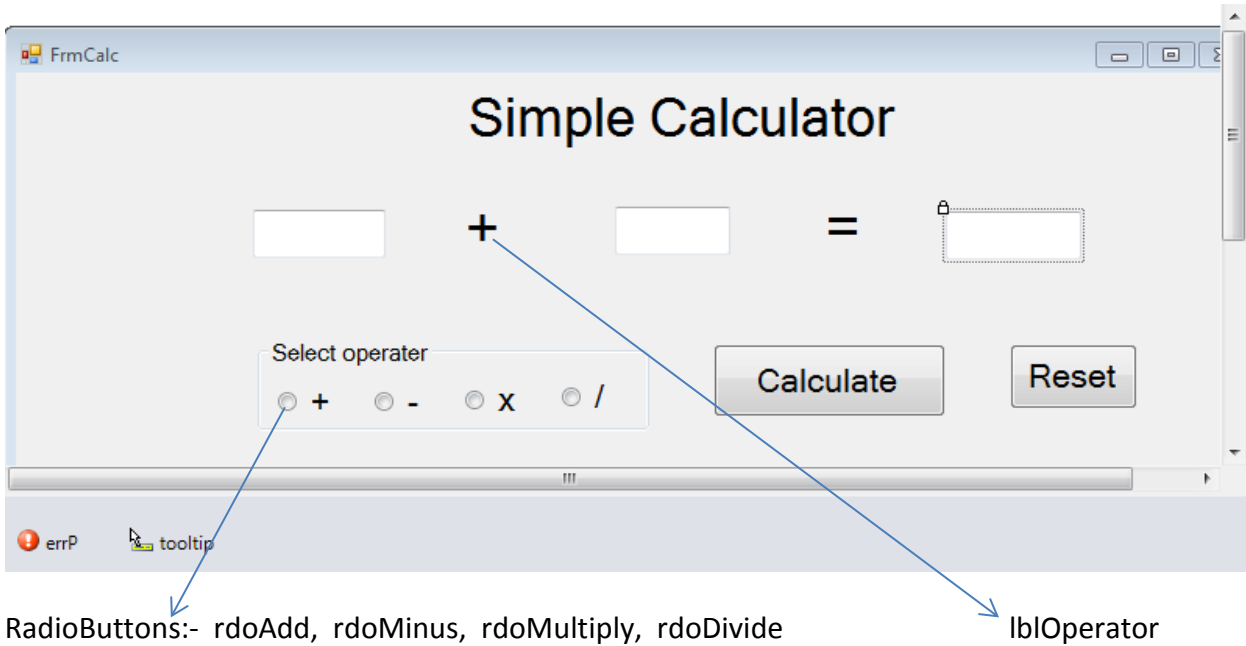 FrmCalc
Simple Calculator
+ =
Select operater
+ - x /
Calculate
Reset
errP tooltip
RadioButtons:- rdoAdd, rdoMinus, rdoMultiply, rdoDivide lblOperator